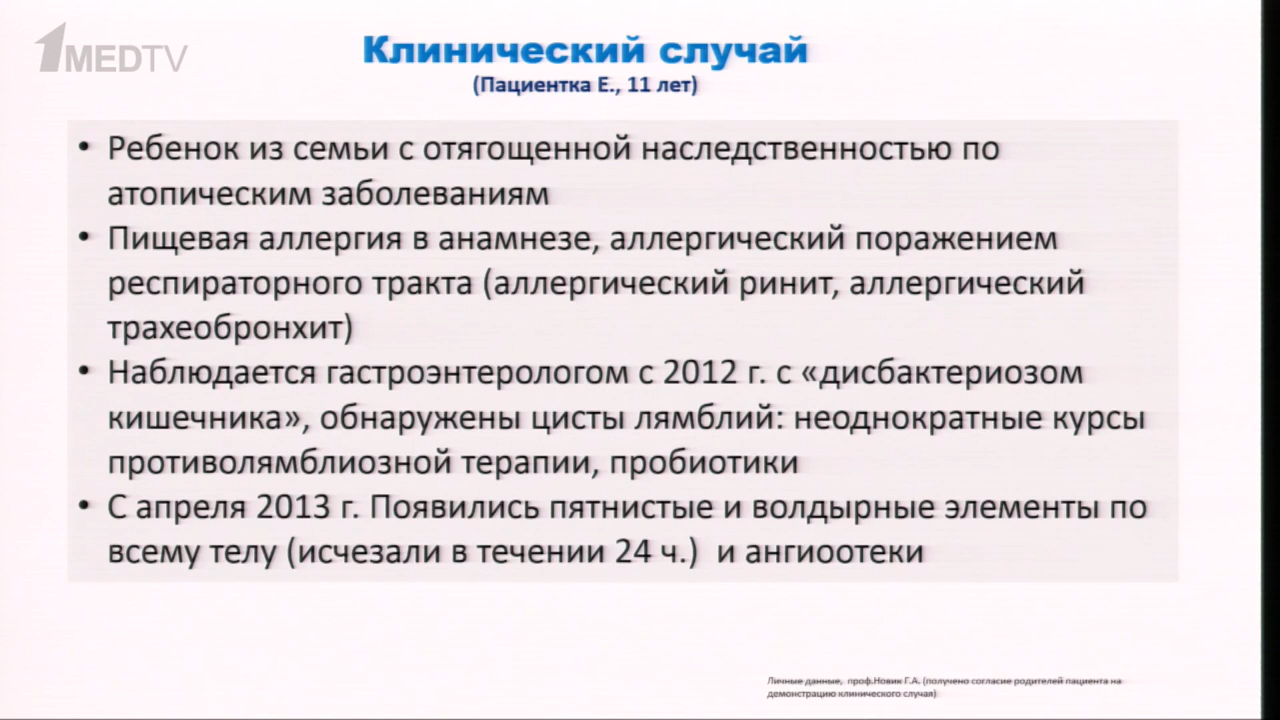 1MEDTV
Клинический случай
(Пациентка Е., 11 лет)
• Ребенок из семьи с отягощенной наследственностью по
атопическим заболеваниям
• Пищевая аллергия в анамнезе, аллергический поражением
респираторного тракта (аллергический ринит, аллергический
трахеобронхит)
• Наблюдается гастроэнтерологом с 2012 г. с «дисбактериозом
кишечника», обнаружены цисты лямблий: неоднократные курсы
противолямблиозной терапии, пробиотики
• С апреля 2013 г. Появились пятнистые и волдырные элементы по
всему телу (исчезали в течении 24 ч.) и ангиоотеки
Личные данные, проф.Новик Г.А. (получено согласие родителей пациента на
демонстрацию клинического случая)